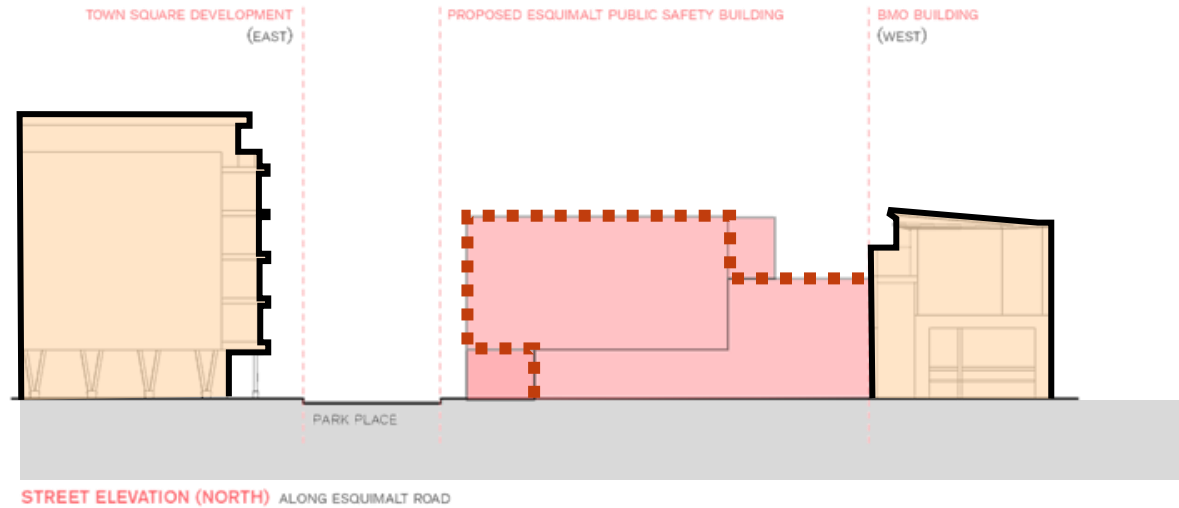 TOWN SQUARE DEVELOPMENT
(EAST)
PROPOSED ESQUIMALT PUBLIC SAFETY BUILDING
BMO BUILDING
(WEST)
PARK PLACE
STREET ELEVATION (NORTH) ALONG ESQUIMALT ROAD